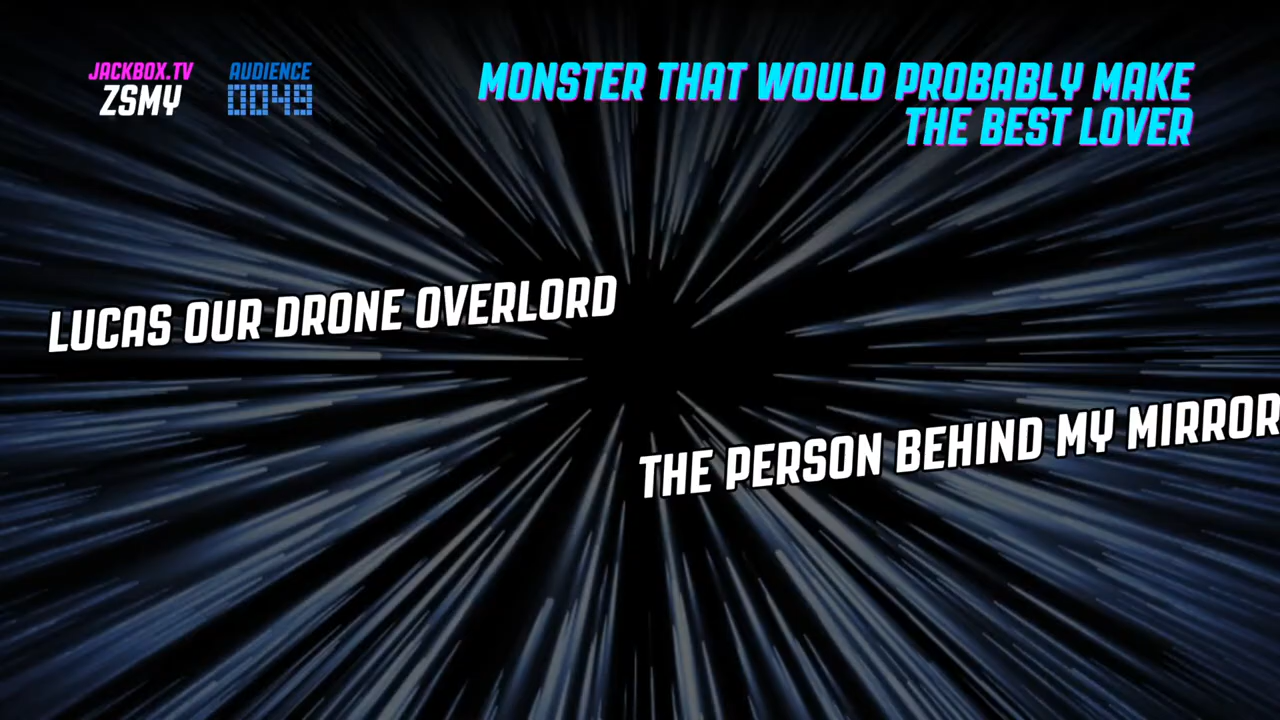 JACKBOX.TV
ZSMY
AUDIENCE
0049
MONSTER THAT WOULD PROBABLY MAKE
THE BEST LOVER
LUCAS OUR DRONE OVERLORD
THE PERSON BEHIND MY MIRROR